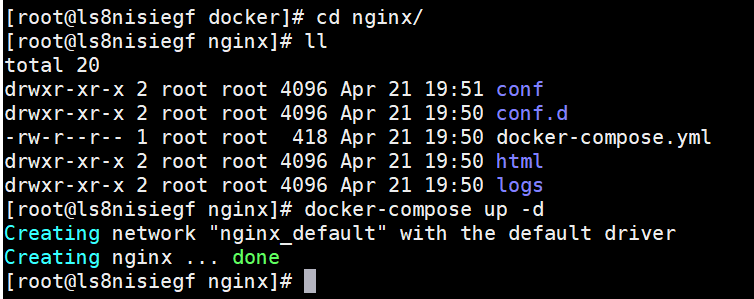 [root@ls8nisiegf docker]# cd nginx/
[root@ls8nisiegf nginx]# ll
total 20
drwxr-xr-x 2 root root 4096 Apr 21 19:51 conf
drwxr-xr-x 2 root root 4096 Apr 21 19:50 conf.d
-rw-r--r-- 1 root root  418 Apr 21 19:50 docker-compose.yml
drwxr-xr-x 2 root root 4096 Apr 21 19:50 html
drwxr-xr-x 2 root root 4096 Apr 21 19:50 logs
[root@ls8nisiegf nginx]# docker-compose up -d
Creating network "nginx_default" with the default driver
Creating nginx ... done
[root@ls8nisiegf nginx]#